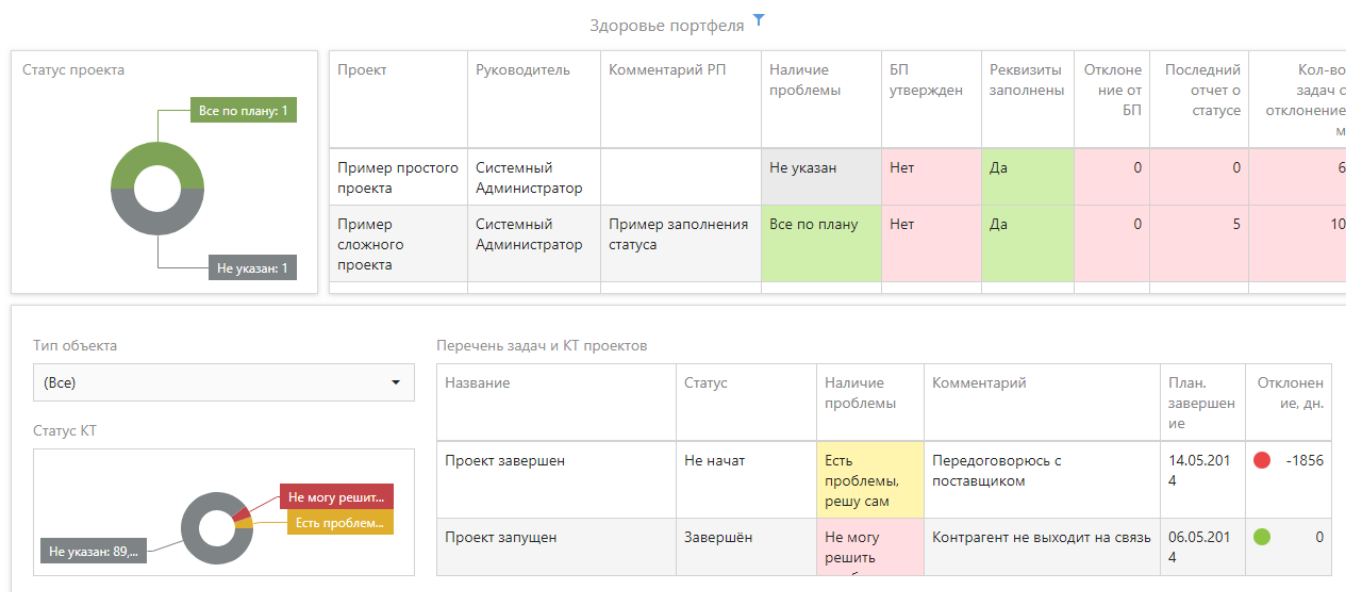 Здоровье портфеля
Статус проекта
Все по плану: 1
Не указан: 1
Проект
Руководитель
Комментарий РП
Наличие
проблемы
БП
утвержден
Реквизиты
заполнены
Отклоне
ние от
БП
Последний
отчет о
статусе
Кол-во
задач с
отклонение
м
Пример простого
проекта
Системный
Администратор
Не указан
Нет
Да
0
0
6
Пример
сложного
проекта
Системный
Администратор
Пример заполнения
статуса
Все по плану
Нет
Да
0
5
10
Тип объекта
(Все)
Статус КТ
Не могу решит...
Есть проблем...
Не указан: 89,...
Перечень задач и КТ проектов
Название
Статус
Наличие
проблемы
Комментарий
План.
завершен
ие
Отклонен
ие, дн.
Проект завершен
Не начат
Есть
проблемы,
решу сам
Передоговорюсь с
поставщиком
14.05.201
4
-1856
Проект запущен
Завершён
Не могу
решить
Контрагент не выходит на связь
06.05.201
4
0